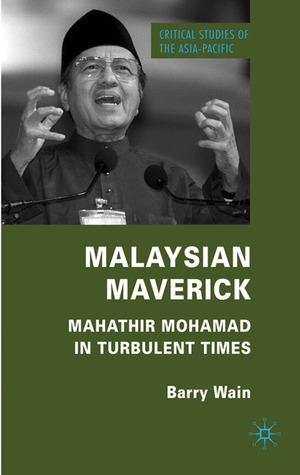 CRITICAL STUDIES OF
THE ASIA-PACIFIC
MALAYSIAN
MAVERICK
MAHATHIR MOHAMAD
IN TURBULENT TIMES
Barry Wain